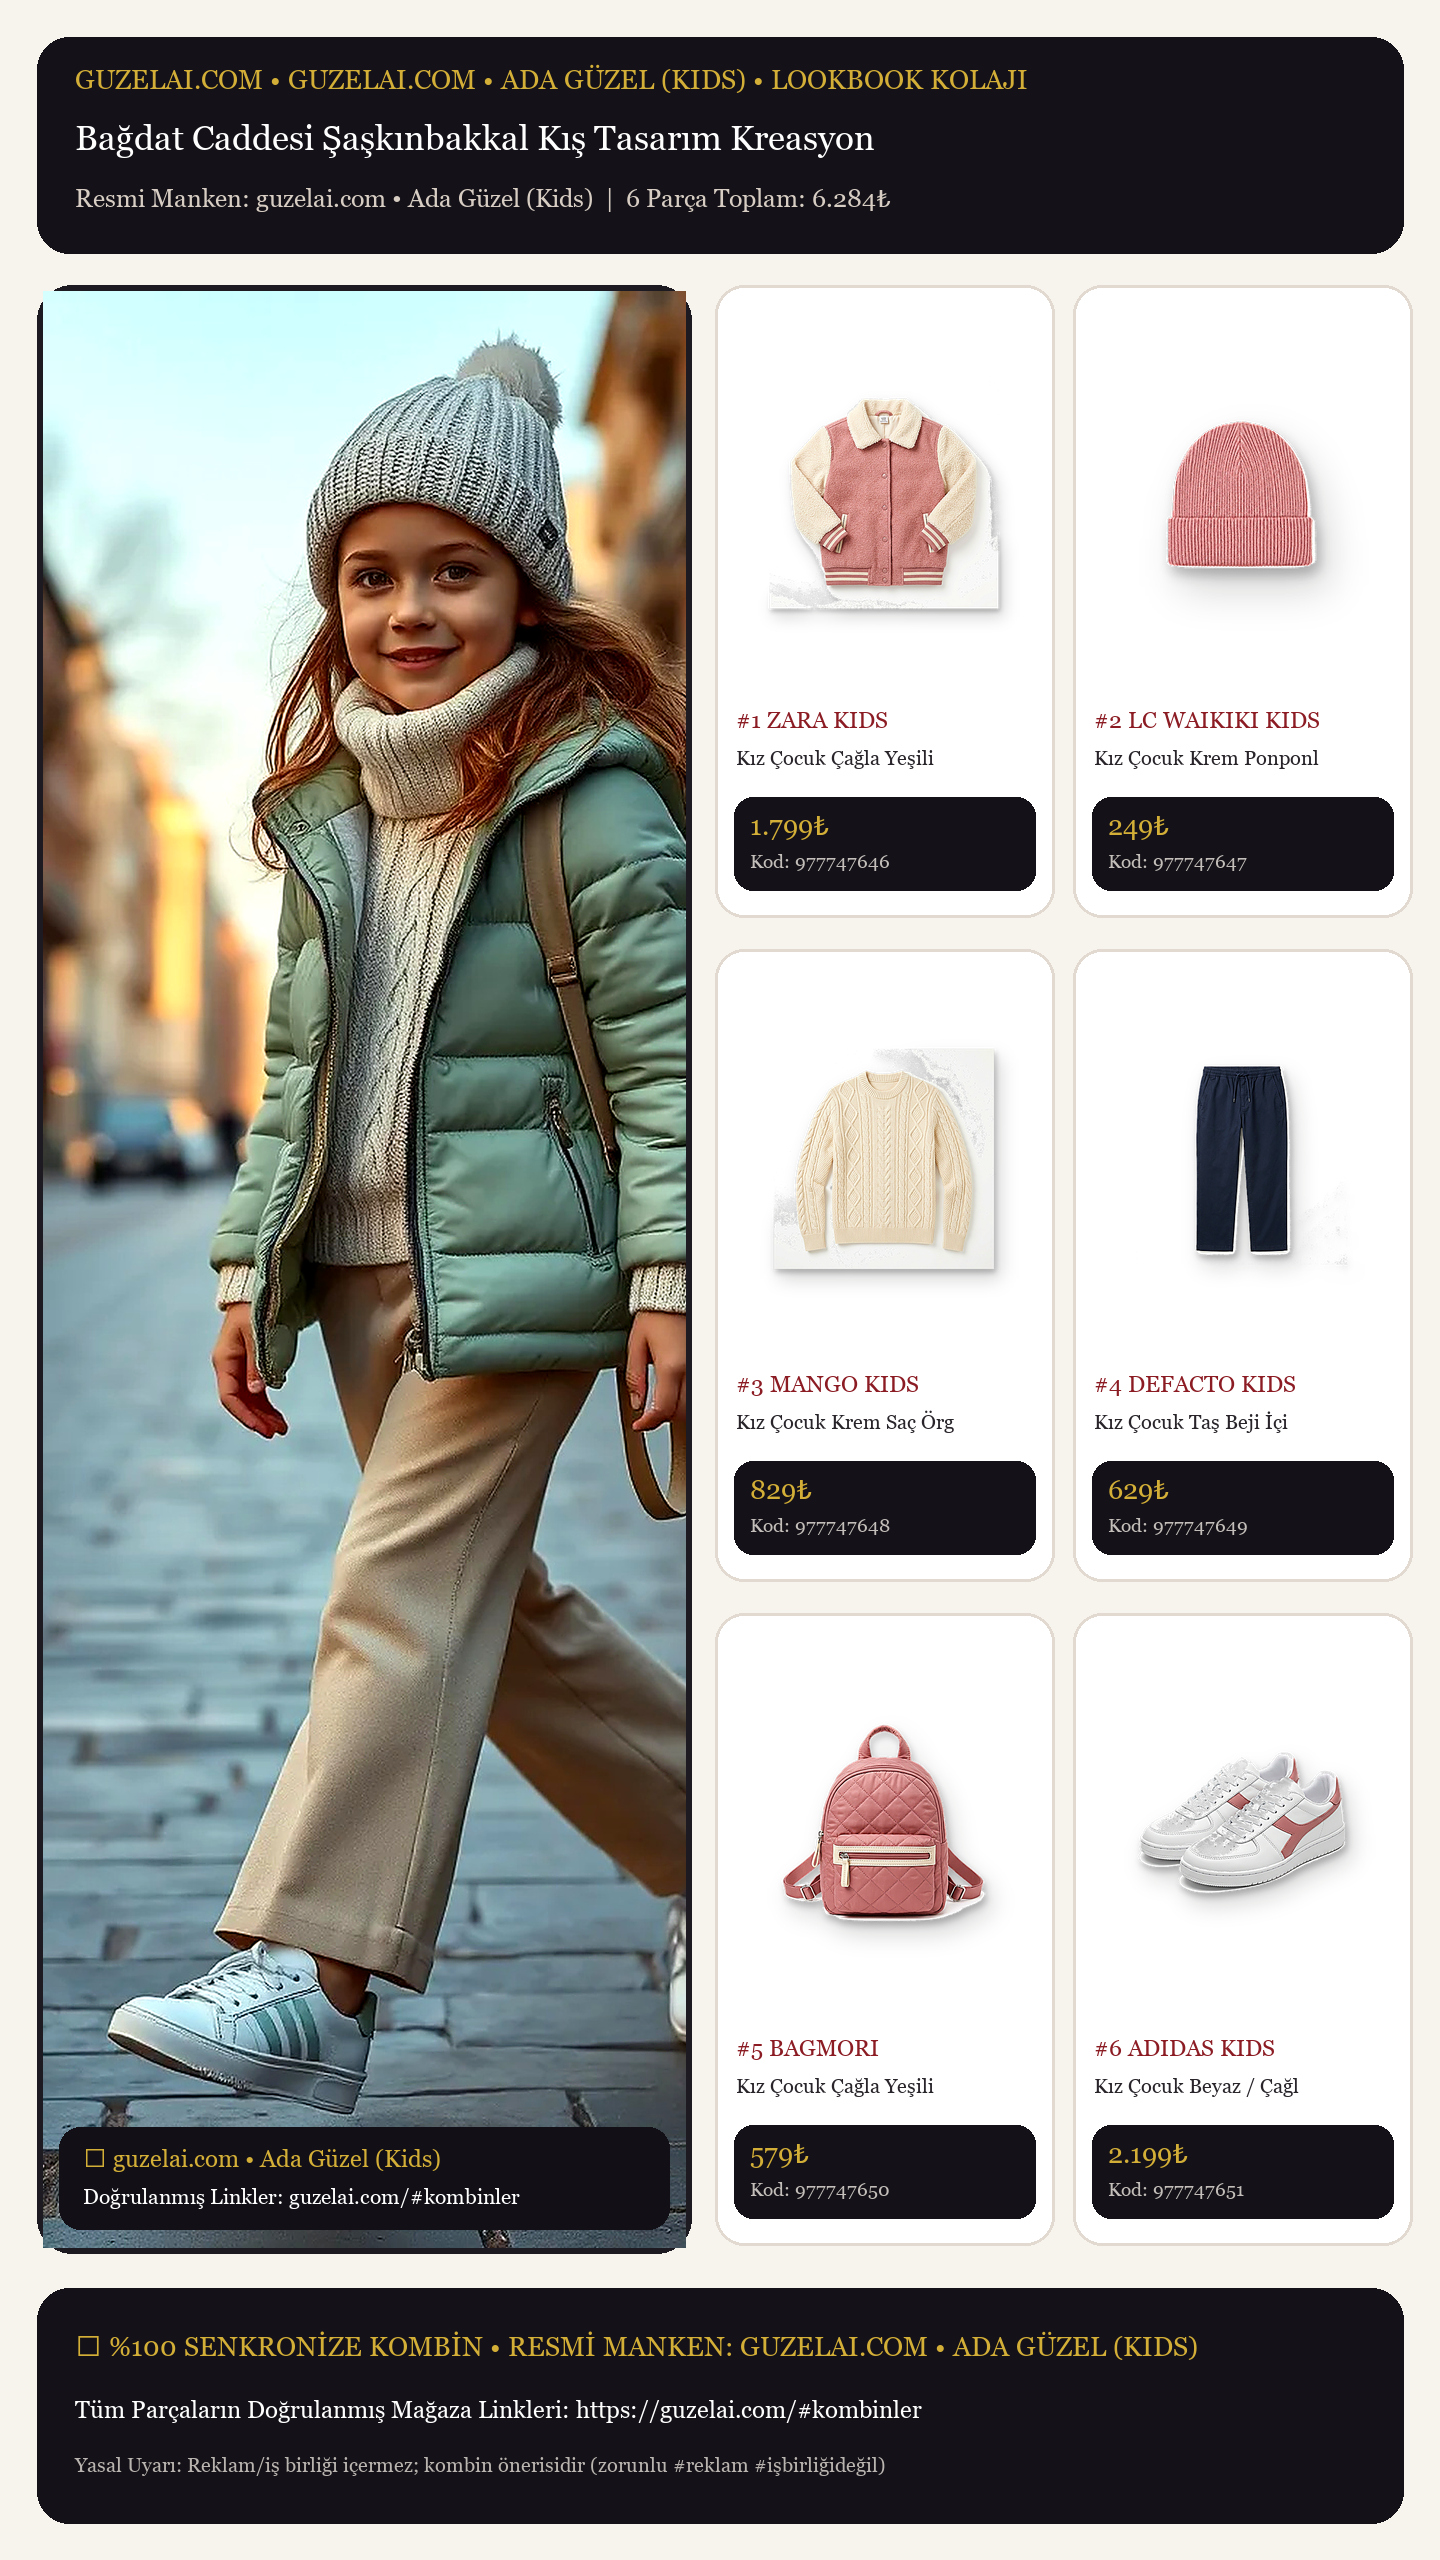 GUZELAI.COM • GUZELAI.COM • ADA GÜZEL (KIDS) • LOOKBOOK KOLAJI
Bağdat Caddesi Şaşkınbakkal Kış Tasarım Kreasyon
Resmi Manken: guzelai.com • Ada Güzel (Kids) | 6 Parça Toplam: 6.284₺
#1 ZARA KIDS
Kız Çocuk Çağla Yeşili
1.799₺
Kod: 977747646
#2 LC WAIKIKI KIDS
Kız Çocuk Krem Ponponl
249₺
Kod: 977747647
#3 MANGO KIDS
Kız Çocuk Krem Saç Örg
829₺
Kod: 977747648
#4 DEFACTO KIDS
Kız Çocuk Taş Beji İçi
629₺
Kod: 977747649
#5 BAGMORI
Kız Çocuk Çağla Yeşili
579₺
Kod: 977747650
#6 ADIDAS KIDS
Kız Çocuk Beyaz / Çağl
2.199₺
Kod: 977747651
☐ guzelai.com • Ada Güzel (Kids)
Doğrulanmış Linkler: guzelai.com/#kombinler
☐ %100 SENKRONİZE KOMBİN • RESMİ MANKEN: GUZELAI.COM • ADA GÜZEL (KIDS)
Tüm Parçaların Doğrulanmış Mağaza Linkleri: https://guzelai.com/#kombinler
Yasal Uyarı: Reklam/iş birliği içermez; kombin önerisidir (zorunlu #reklam #işbirliğideğil)